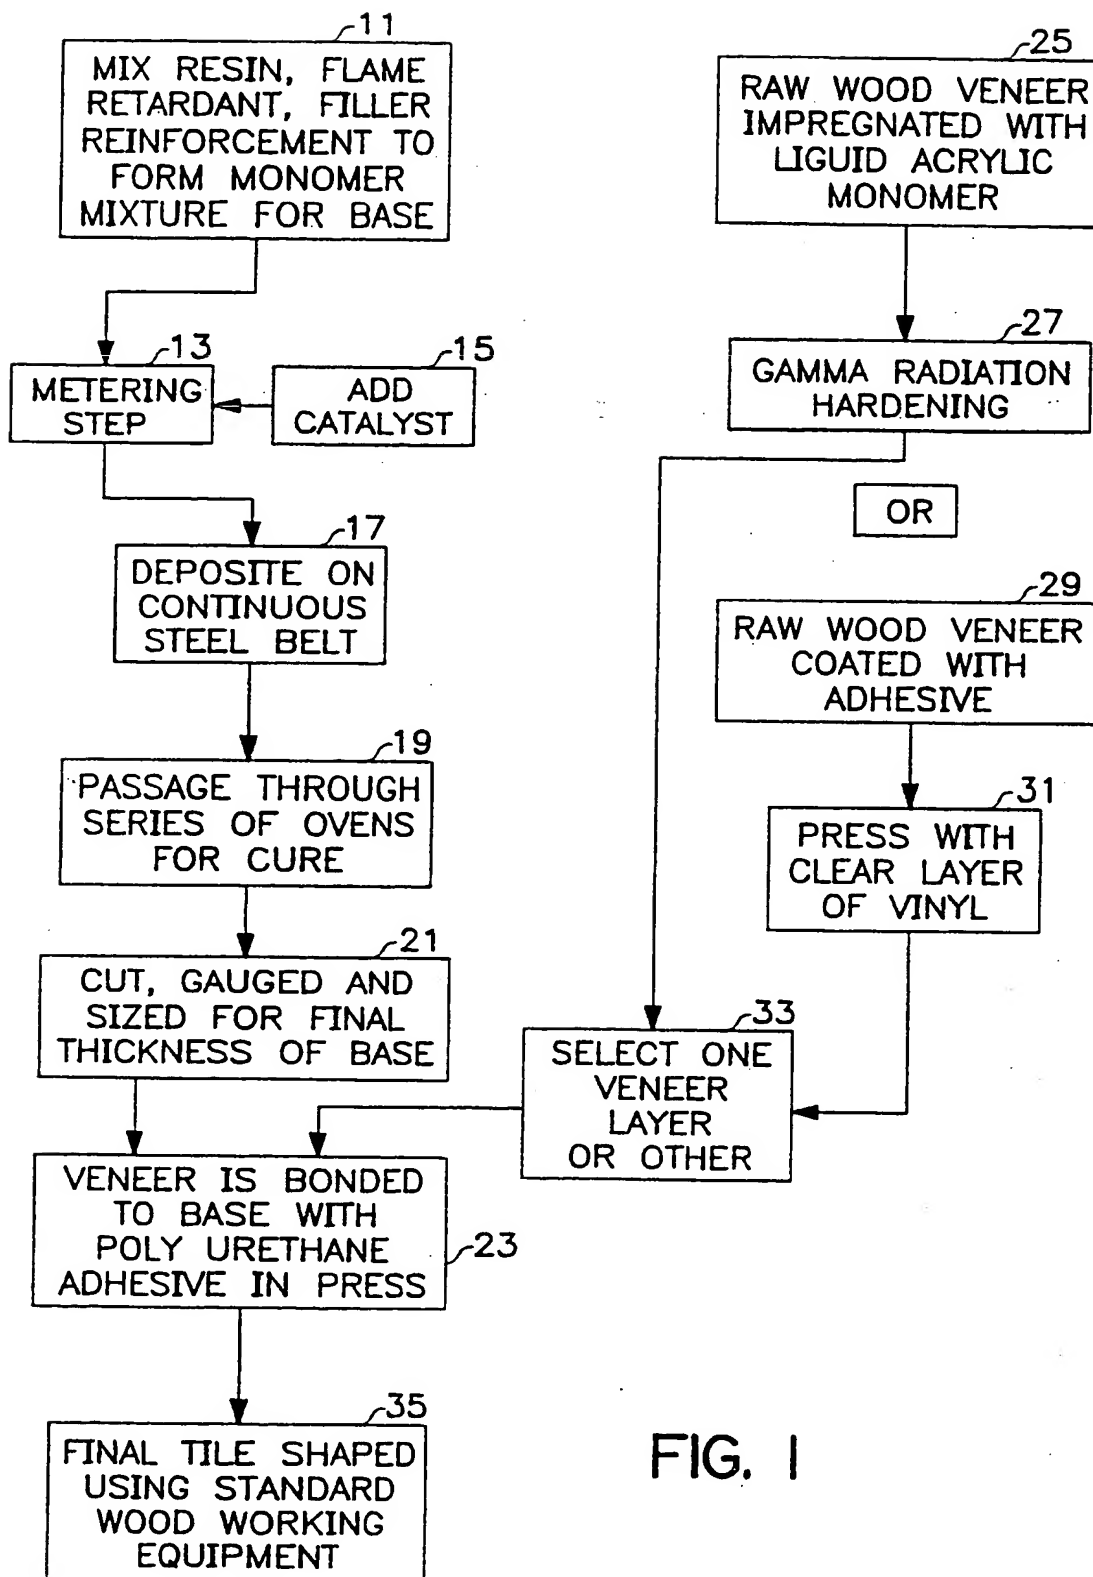 11
MIX RESIN, FLAME
RETARDANT, FILLER
REINFORCEMENT TO
FORM MONOMER
MIXTURE FOR BASE
13
METERING
STEP
15
ADD
CATALYST
17
DEPOSITE ON
CONTINUOUS
STEEL BELT
19
PASSAGE THROUGH
SERIES OF OVENS
FOR CURE
21
CUT, GAUGED AND
SIZED FOR FINAL
THICKNESS OF BASE
25
RAW WOOD VENEER
IMPREGNATED WITH
LIGUID ACRYLIC
MONOMER
27
GAMMA RADIATION
HARDENING
OR
29
RAW WOOD VENEER
COATED WITH
ADHESIVE
31
PRESS WITH
CLEAR LAYER
OF VINYL
33
SELECT ONE
VENEER
LAYER
OR OTHER
VENEER IS BONDED
TO BASE WITH
POLY URETHANE
ADHESIVE IN PRESS
23
35
FINAL TILE SHAPED
USING STANDARD
WOOD WORKING
EQUIPMENT
FIG. 1